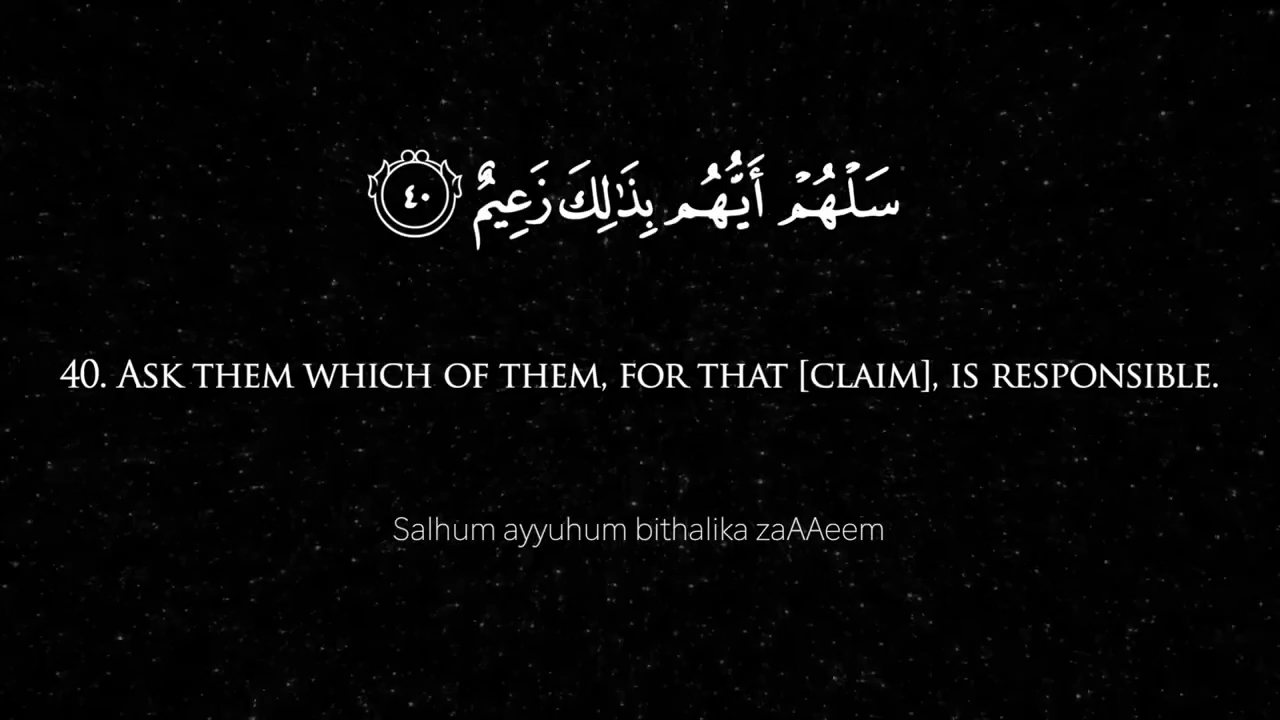 سَلْهُمْ أَيُّهُم بِذَٰلِكَ زَعِيمٌ ٤٠
40. Ask them which of them, for that [claim], is responsible.
Salhum ayyuhum bithalika zaAAeem